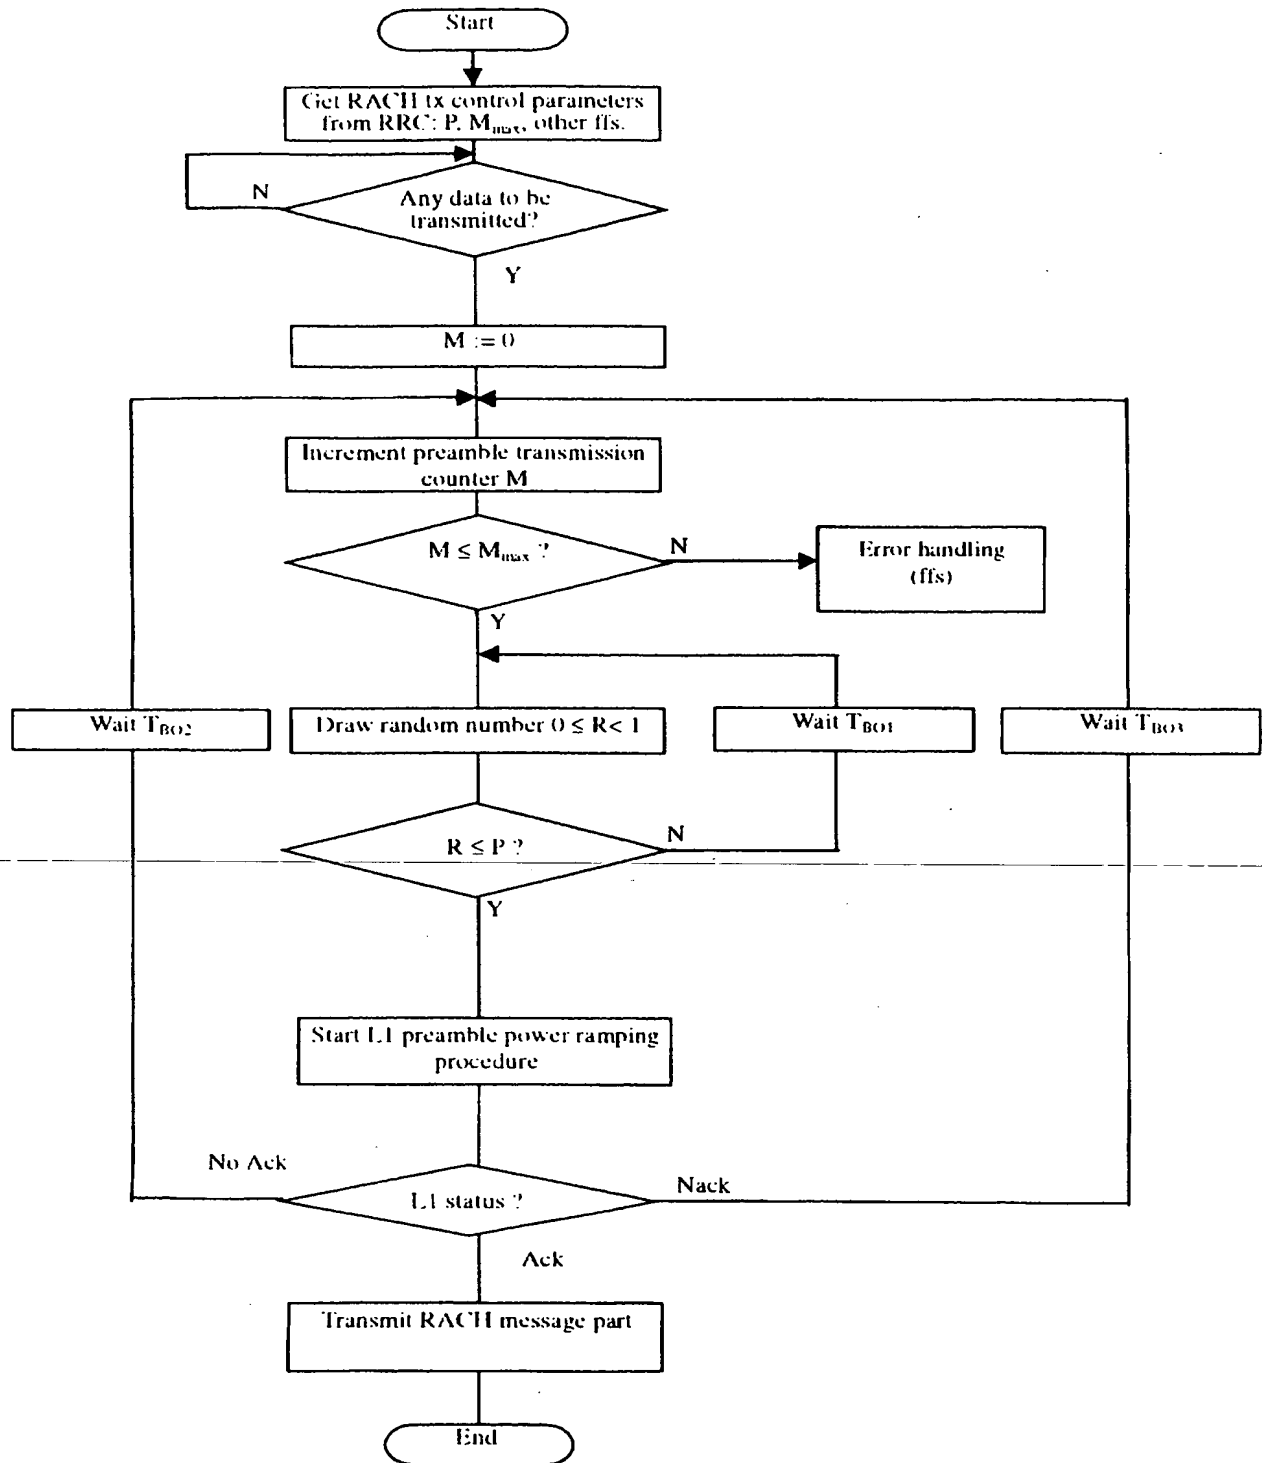 Start
Get RACH tx control parameters
from RRC: P, Mmax, other ffs.
N
Any data to be
transmitted?
Y
M := 0
Increment preamble transmission
counter M
M ≤ Mmax ?
N
Error handling
(ffs)
Y
Wait TBO2
Draw random number 0 ≤ R< 1
Wait TBO1
Wait TBO3
R ≤ P ?
N
Y
Start L1 preamble power ramping
procedure
No Ack
L1 status ?
Nack
Ack
Transmit RACH message part
End